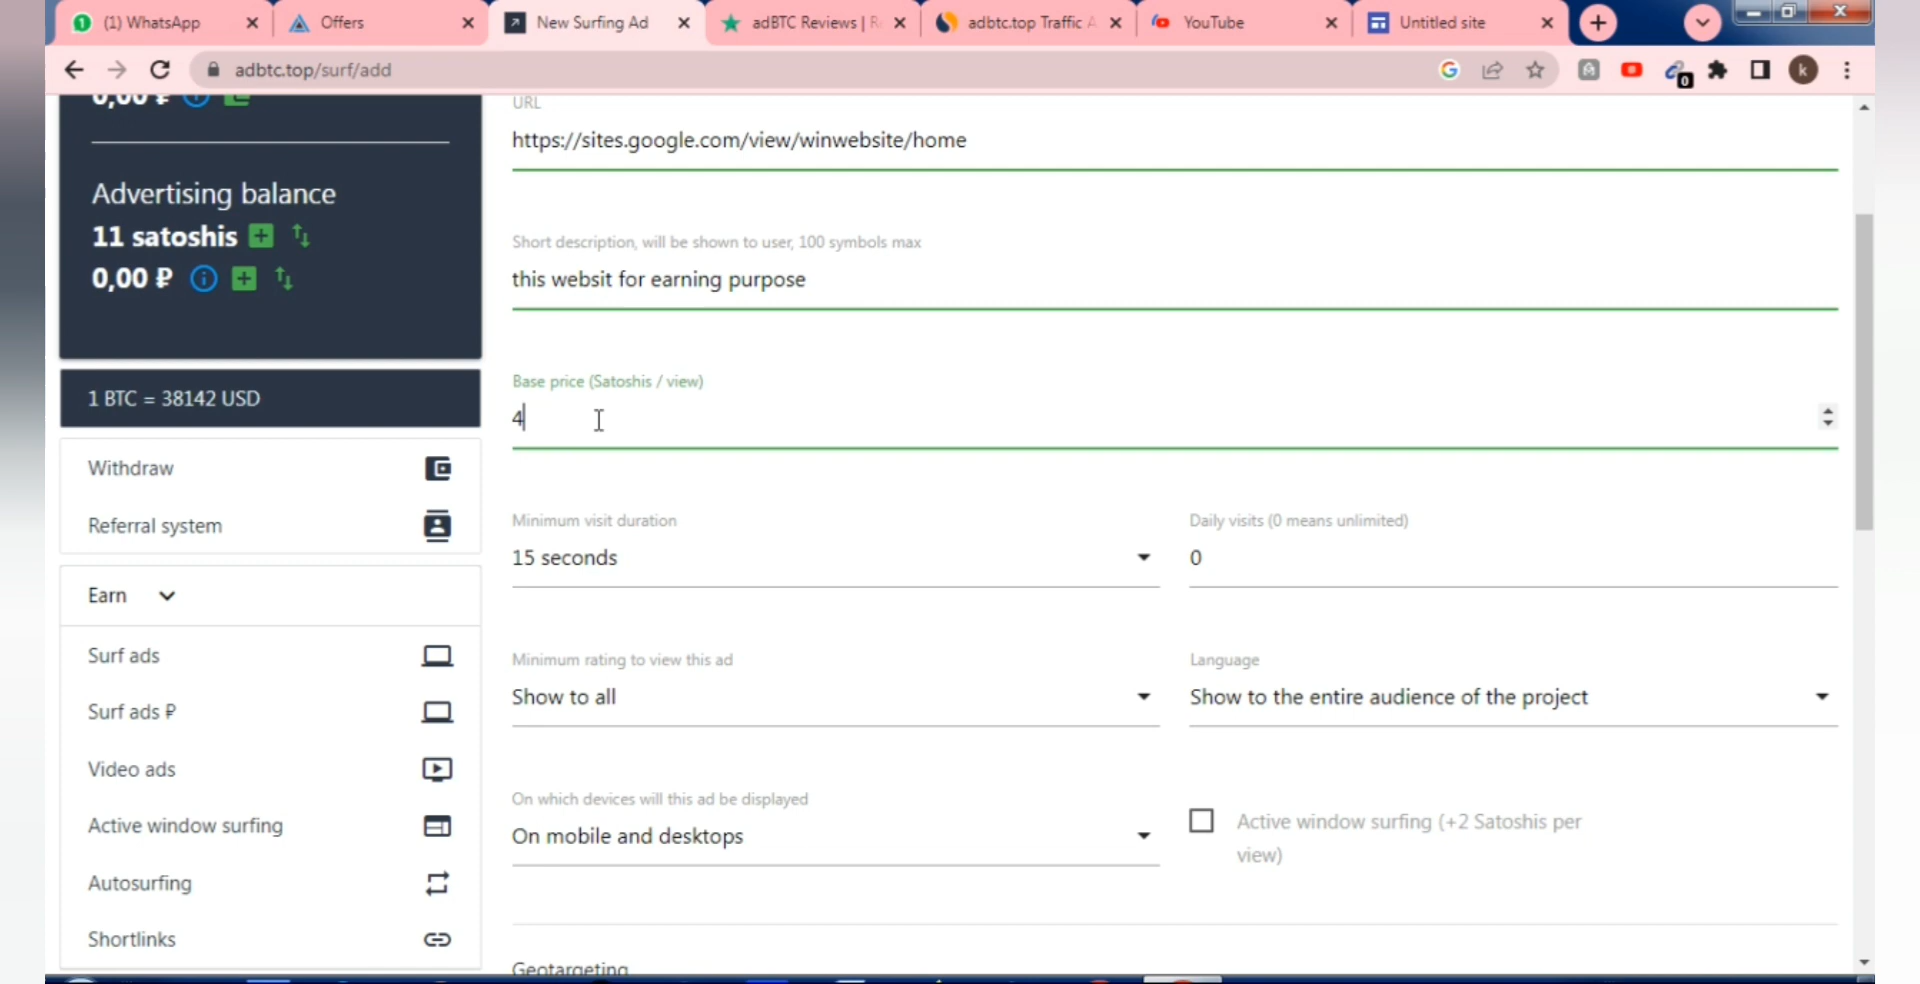 (1) WhatsApp
Offers
New Surfing Ad
adBTC Reviews | R
adbtc.top Traffic A
YouTube
Untitled site
adbtc.top/surf/add
0
k
0,00 ₽
Advertising balance
11 satoshis
0,00 ₽
1 BTC = 38142 USD
Withdraw
Referral system
Earn
Surf ads
Surf ads ₽
Video ads
Active window surfing
Autosurfing
Shortlinks
URL
https://sites.google.com/view/winwebsite/home
Short description, will be shown to user, 100 symbols max
this websit for earning purpose
Base price (Satoshis / view)
4
Minimum visit duration
15 seconds
Daily visits (0 means unlimited)
0
Minimum rating to view this ad
Show to all
Language
Show to the entire audience of the project
On which devices will this ad be displayed
On mobile and desktops
Active window surfing (+2 Satoshis per
view)
Geotargeting